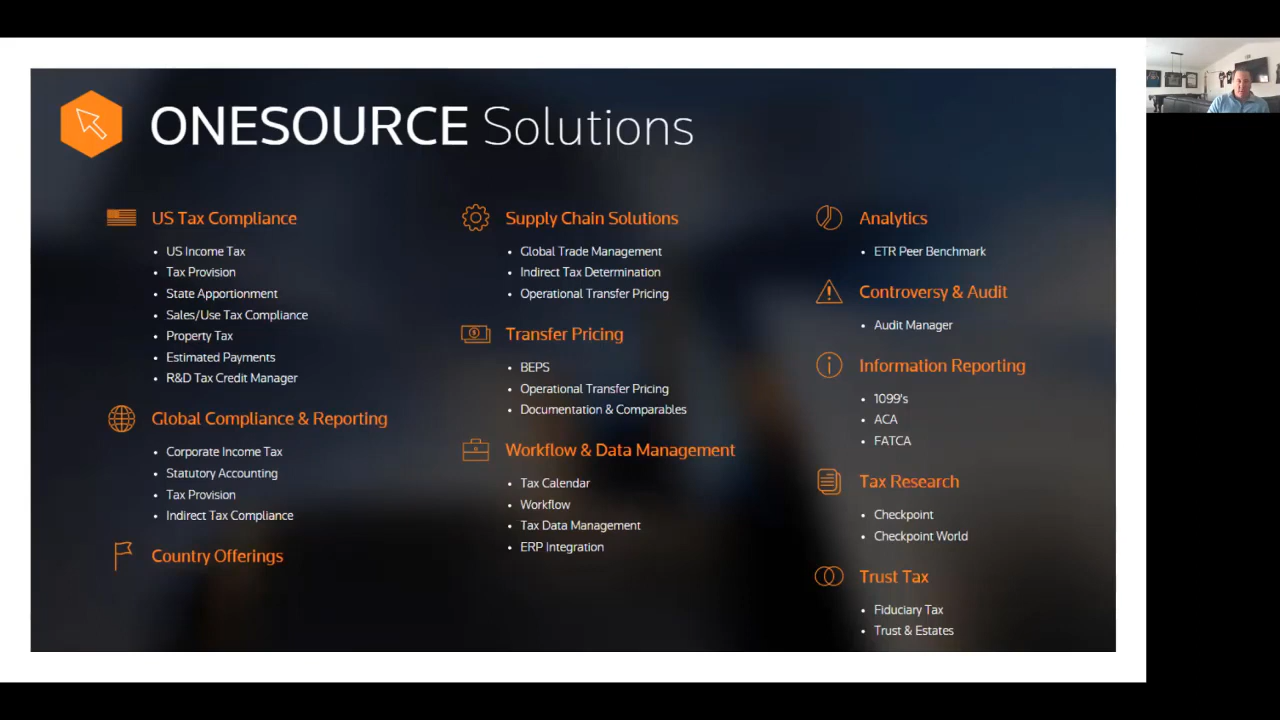 ONESOURCE Solutions
US Tax Compliance
• US Income Tax
• Tax Provision
• State Apportionment
• Sales/Use Tax Compliance
• Property Tax
• Estimated Payments
• R&D Tax Credit Manager
Global Compliance & Reporting
• Corporate Income Tax
• Statutory Accounting
• Tax Provision
• Indirect Tax Compliance
Country Offerings
Supply Chain Solutions
• Global Trade Management
• Indirect Tax Determination
• Operational Transfer Pricing
Transfer Pricing
• BEPS
• Operational Transfer Pricing
• Documentation & Comparables
Workflow & Data Management
• Tax Calendar
• Workflow
• Tax Data Management
• ERP Integration
Analytics
• ETR Peer Benchmark
Controversy & Audit
• Audit Manager
Information Reporting
• 1099's
• ACA
• FATCA
Tax Research
• Checkpoint
• Checkpoint World
Trust Tax
• Fiduciary Tax
• Trust & Estates